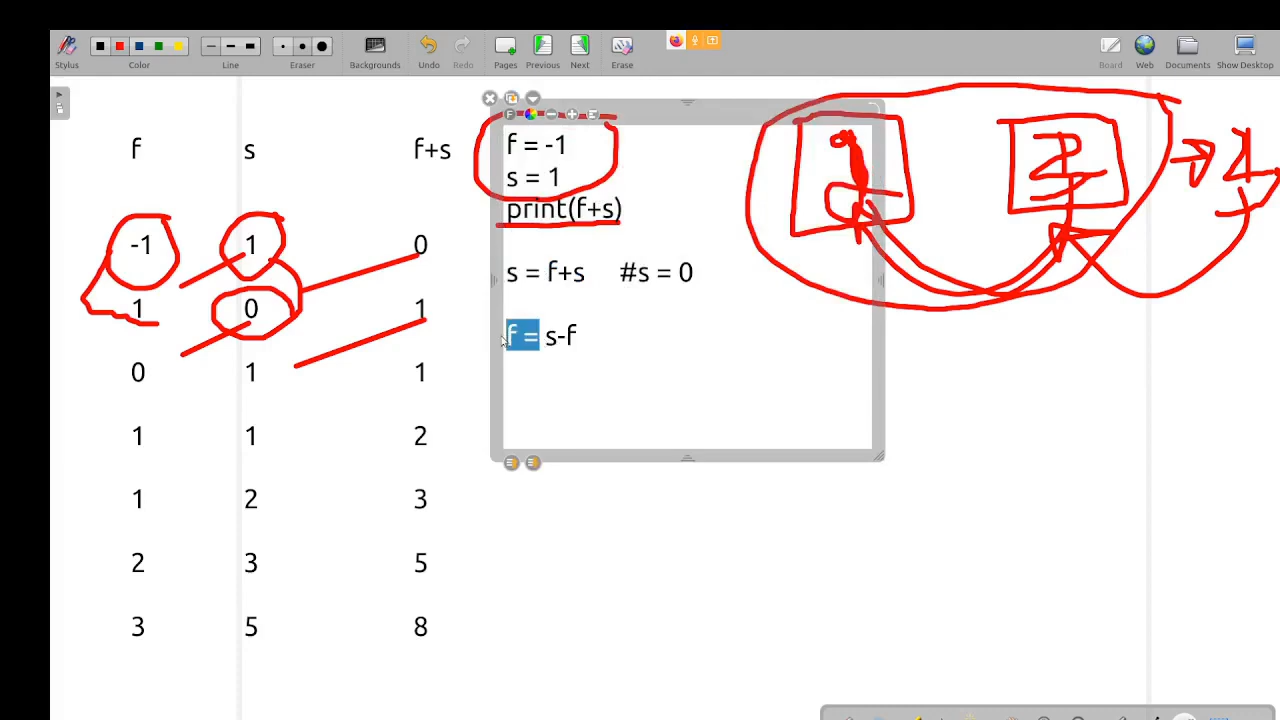 Stylus
Color
Line
Eraser
Backgrounds
Undo
Redo
Pages
Previous
Next
Erase
Board
Web
Documents
Show Desktop
f s f+s
-1 1 0
1 0 1
0 1 1
1 1 2
1 2 3
2 3 5
3 5 8
f = -1
s = 1
print(f+s)
s = f+s #s = 0
f = s-f